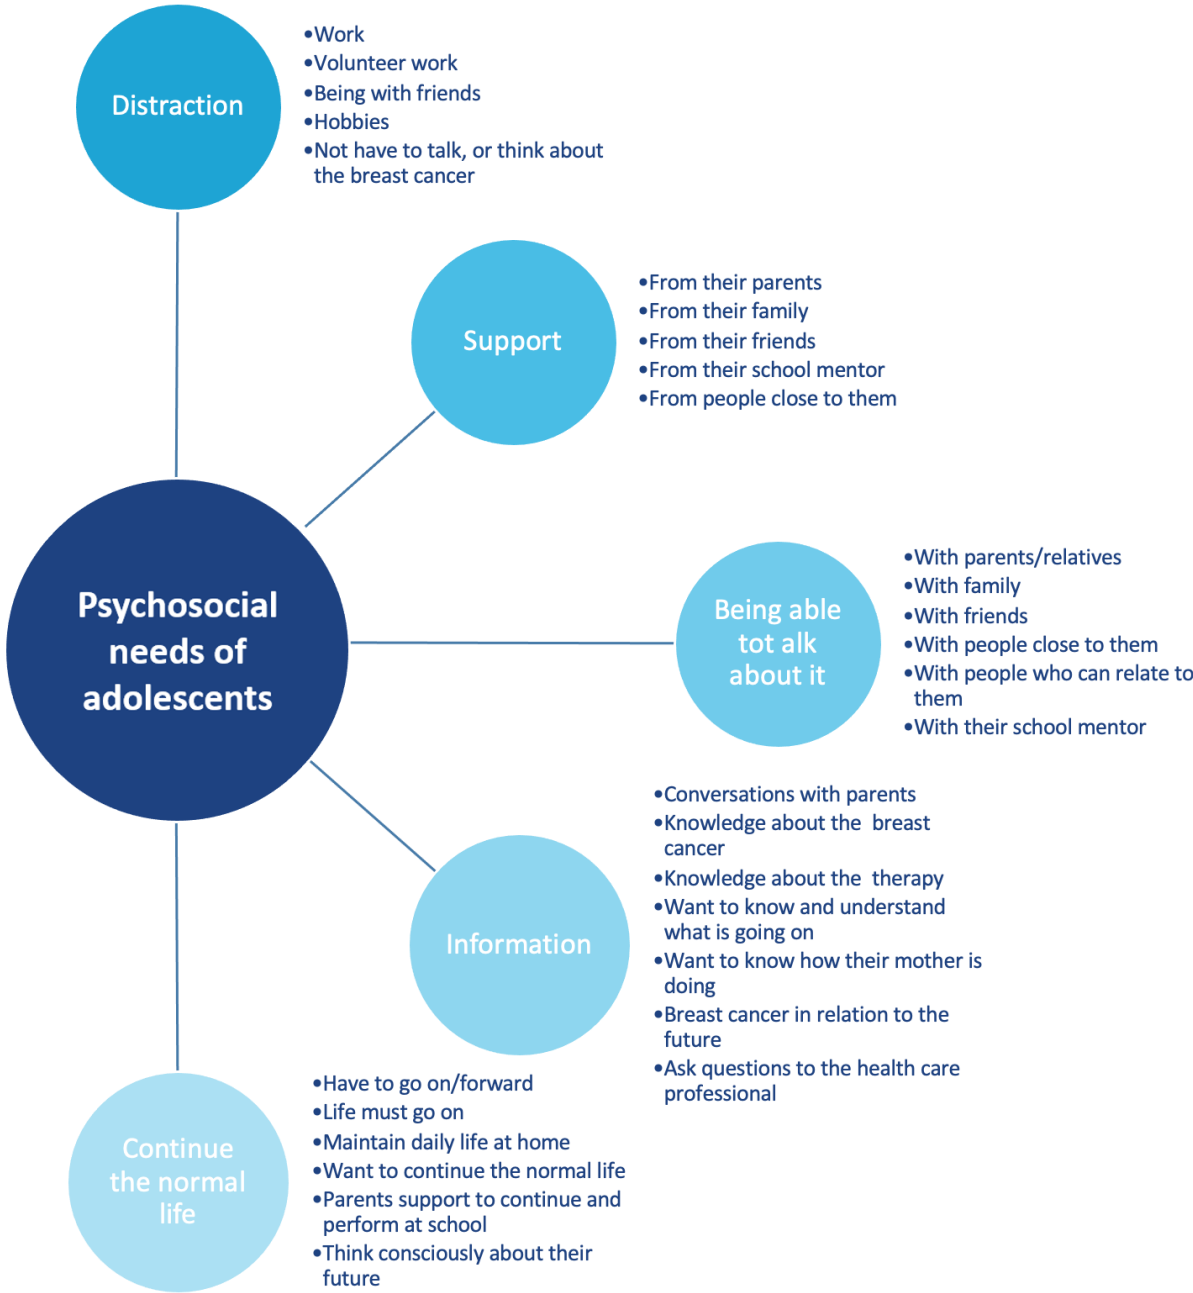 Distraction
•Work
•Volunteer work
•Being with friends
•Hobbies
•Not have to talk, or think about
the breast cancer
Support
•From their parents
•From their family
•From their friends
•From their school mentor
•From people close to them
Psychosocial
needs of
adolescents
Being able
tot alk
about it
•With parents/relatives
•With family
•With friends
•With people close to them
•With people who can relate to
them
•With their school mentor
Information
•Conversations with parents
•Knowledge about the  breast
cancer
•Knowledge about the  therapy
•Want to know and understand
what is going on
•Want to know how their mother is
doing
•Breast cancer in relation to the
future
•Ask questions to the health care
professional
Continue
the normal
life
•Have to go on/forward
•Life must go on
•Maintain daily life at home
•Want to continue the normal life
•Parents support to continue and
perform at school
•Think consciously about their
future